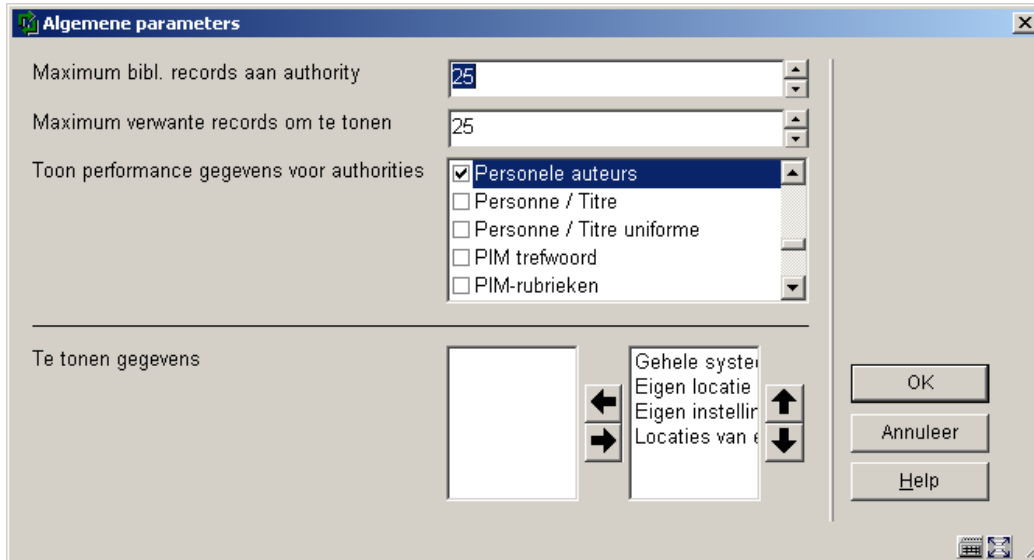 Algemene parameters
Maximum bibl. records aan authority
25
Maximum verwante records om te tonen
25
Toon performance gegevens voor authorities
Personele auteurs
Personne / Titre
Personne / Titre uniforme
PIM trefwoord
PIM-rubrieken
Te tonen gegevens
Gehele syste
Eigen locatie
Eigen instellin
Locaties van e
OK
Annuleer
Help